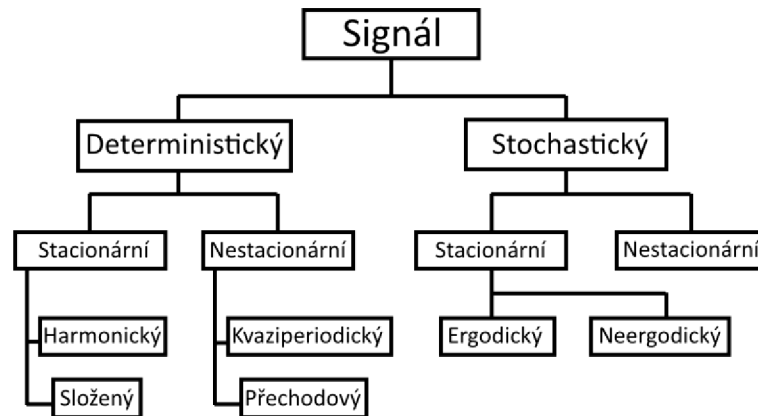 Signál
Deterministický
Stochastický
Stacionární
Nestacionární
Stacionární
Nestacionární
Harmonický
Kvaziperiodický
Ergodický
Neergodický
Složený
Přechodový